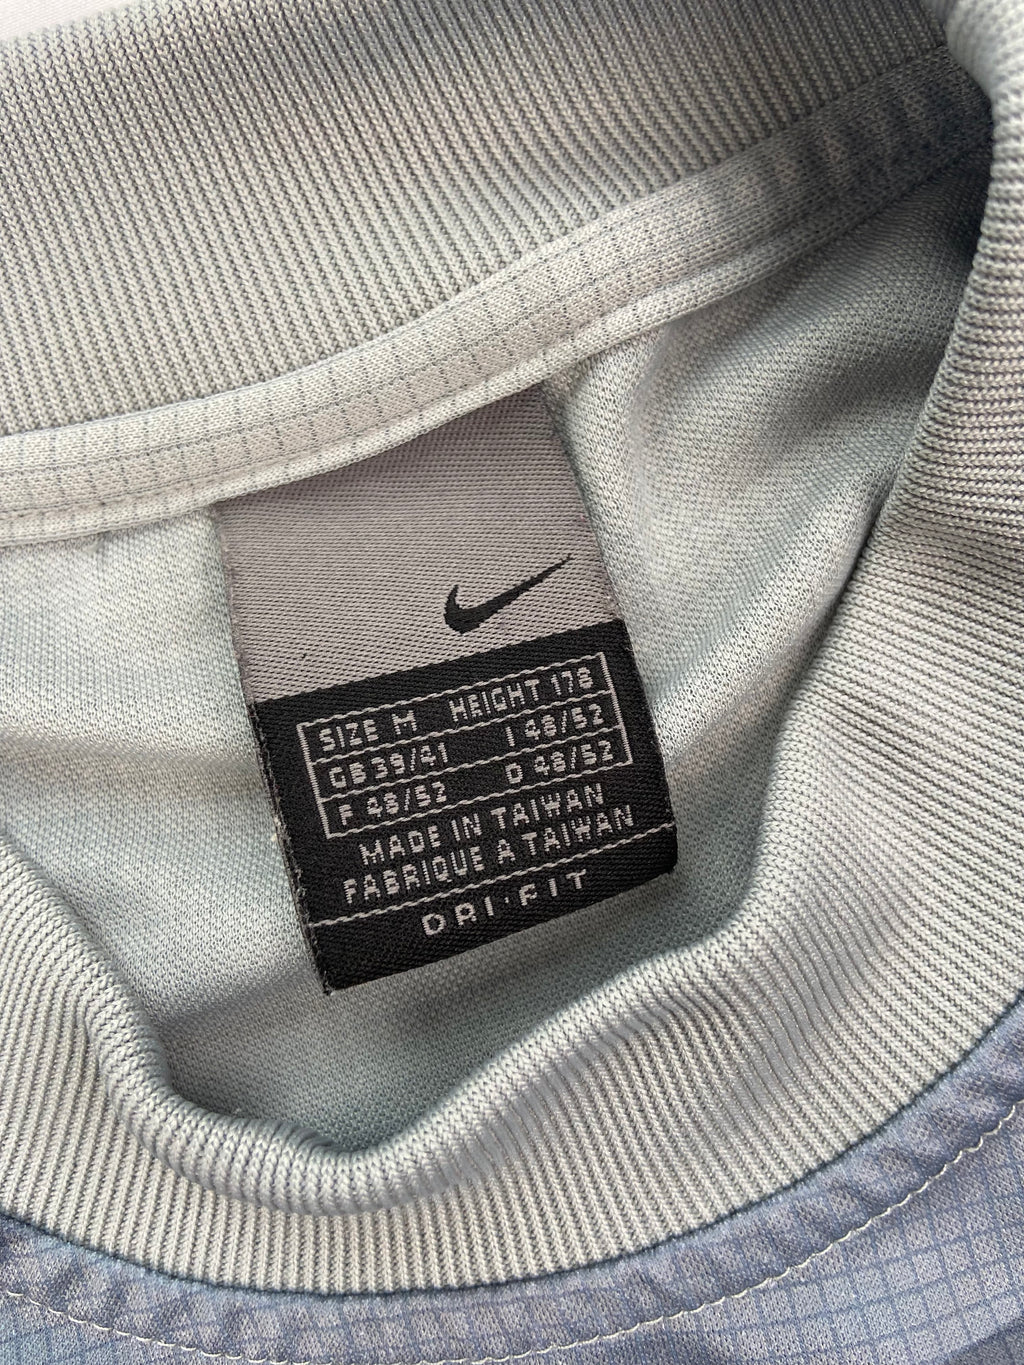 SIZE M HEIGHT 178
GB 39/41 I 48/52
F 48/52 D 48/52
MADE IN TAIWAN
FABRIQUE A TAIWAN
DRI·FIT